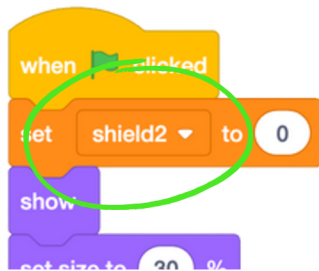 when clicked
set shield2 to 0
show
set size to 30 %